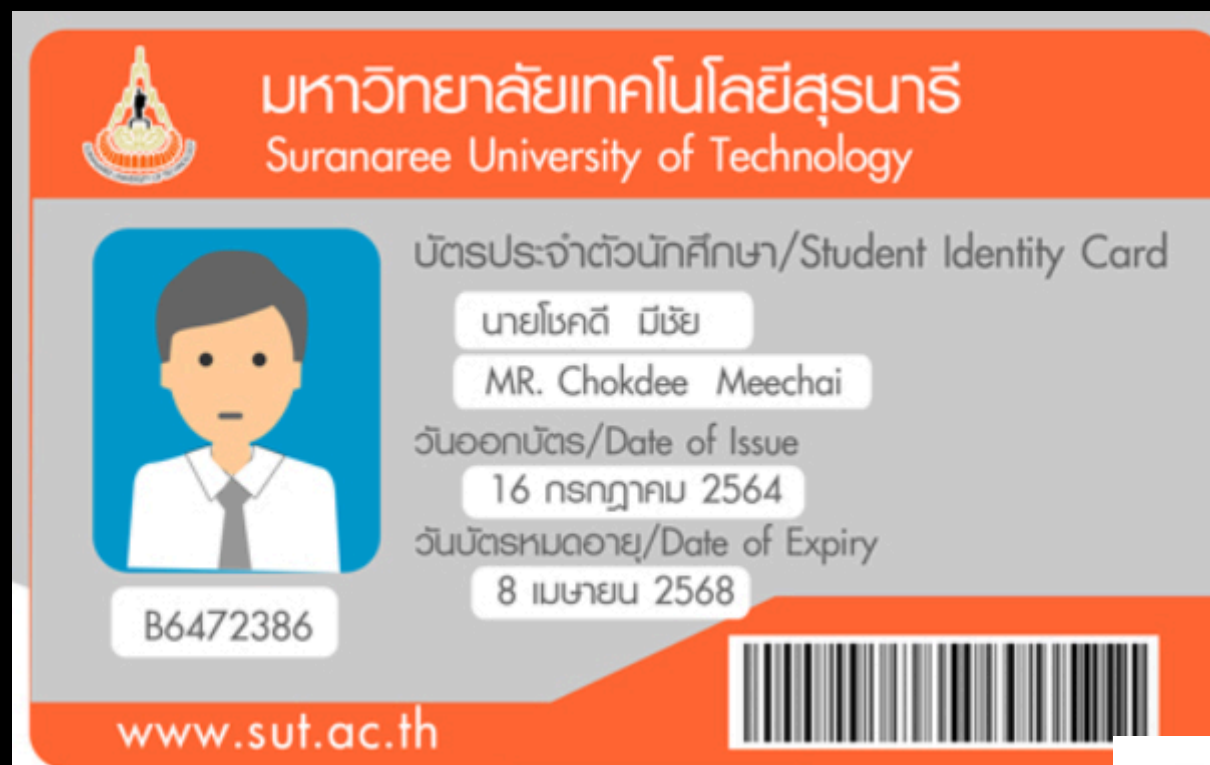 มหาวิทยาลัยเทคโนโลยีสุรนารี
Suranaree University of Technology
บัตรประจำตัวนักศึกษา/Student Identity Card
นายโชคดี มีชัย
MR. Chokdee Meechai
วันออกบัตร/Date of Issue
16 กรกฎาคม 2564
วันบัตรหมดอายุ/Date of Expiry
8 เมษายน 2568
B6472386
www.sut.ac.th